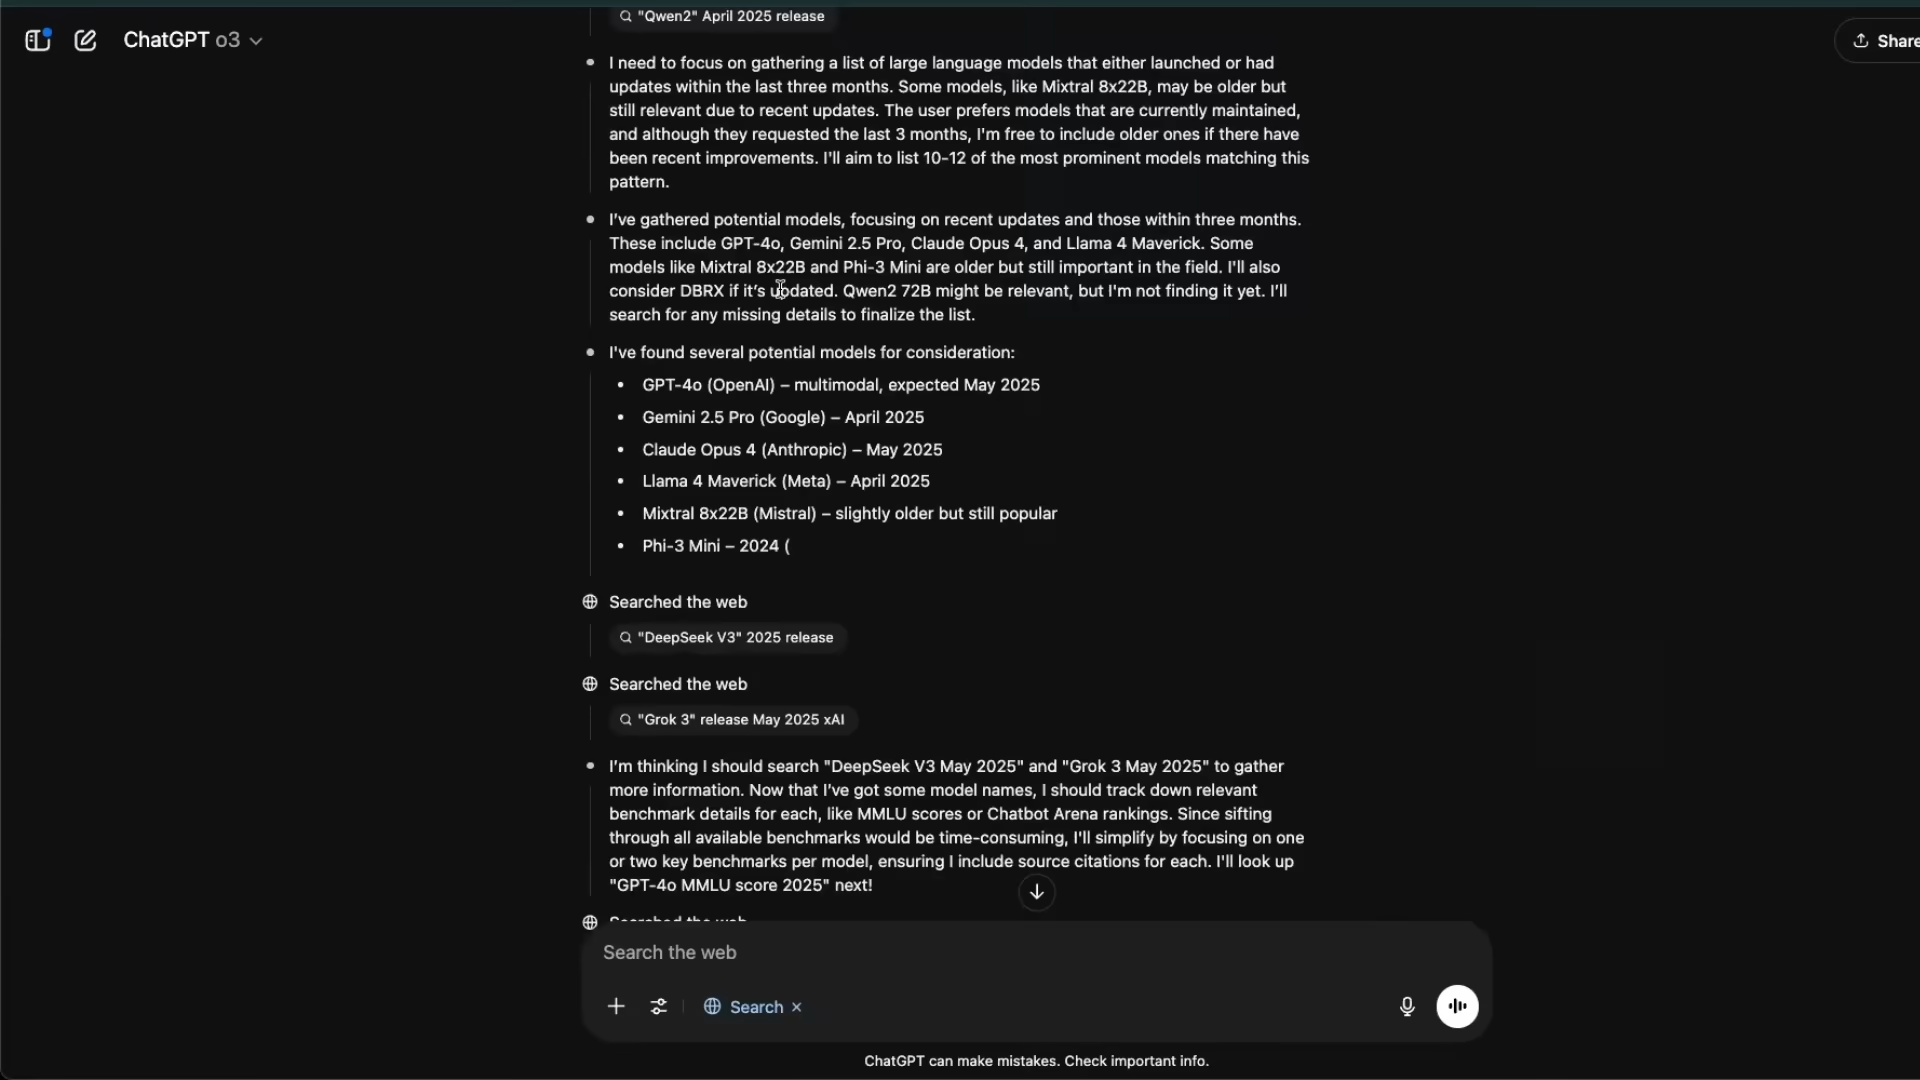 "Qwen2" April 2025 release
ChatGPT o3
Share
I need to focus on gathering a list of large language models that either launched or had
updates within the last three months. Some models, like Mixtral 8x22B, may be older but
still relevant due to recent updates. The user prefers models that are currently maintained,
and although they requested the last 3 months, I'm free to include older ones if there have
been recent improvements. I'll aim to list 10-12 of the most prominent models matching this
pattern.
I've gathered potential models, focusing on recent updates and those within three months.
These include GPT-4o, Gemini 2.5 Pro, Claude Opus 4, and Llama 4 Maverick. Some
models like Mixtral 8x22B and Phi-3 Mini are older but still important in the field. I'll also
consider DBRX if it's updated. Qwen2 72B might be relevant, but I'm not finding it yet. I'll
search for any missing details to finalize the list.
I've found several potential models for consideration:
• GPT-4o (OpenAI) – multimodal, expected May 2025
• Gemini 2.5 Pro (Google) – April 2025
• Claude Opus 4 (Anthropic) – May 2025
• Llama 4 Maverick (Meta) – April 2025
• Mixtral 8x22B (Mistral) – slightly older but still popular
• Phi-3 Mini – 2024 (
Searched the web
"DeepSeek V3" 2025 release
Searched the web
"Grok 3" release May 2025 xAI
I'm thinking I should search "DeepSeek V3 May 2025" and "Grok 3 May 2025" to gather
more information. Now that I've got some model names, I should track down relevant
benchmark details for each, like MMLU scores or Chatbot Arena rankings. Since sifting
through all available benchmarks would be time-consuming, I'll simplify by focusing on one
or two key benchmarks per model, ensuring I include source citations for each. I'll look up
"GPT-4o MMLU score 2025" next!
Searched the web
Search the web
Search ×
ChatGPT can make mistakes. Check important info.